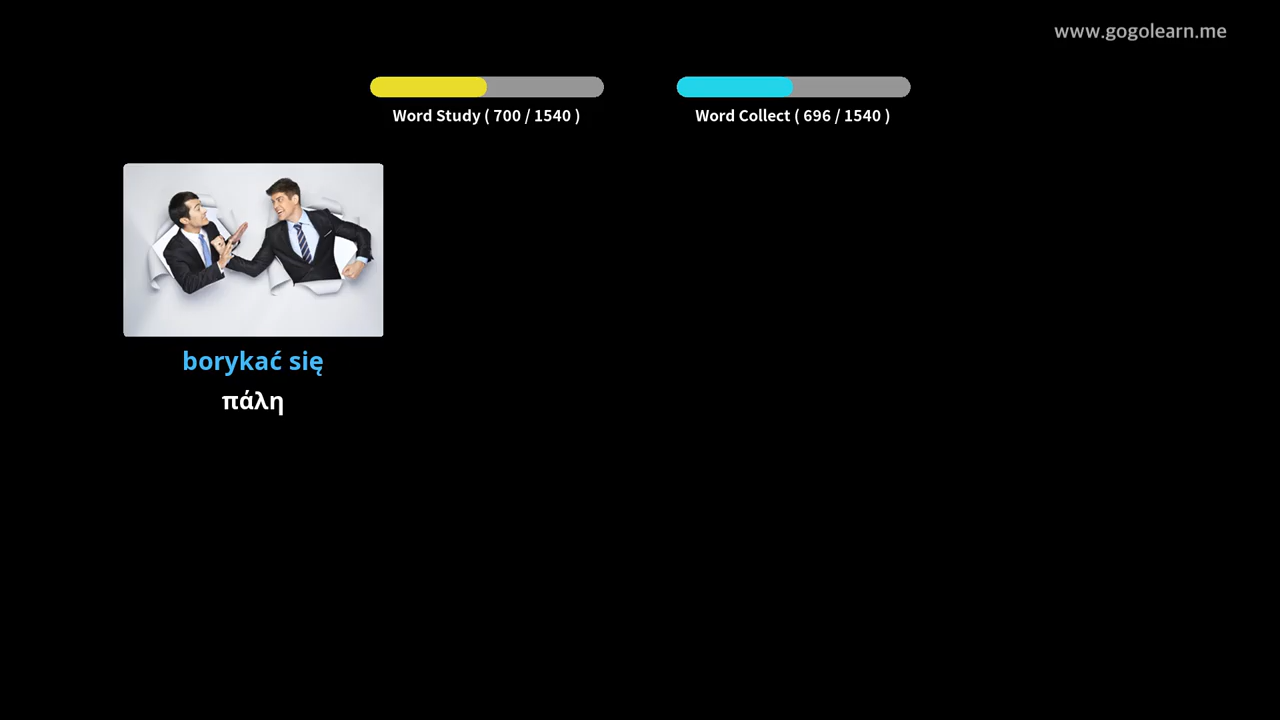 www.gogolearn.me
Word Study ( 700 / 1540 )
Word Collect ( 696 / 1540 )
borykać się
πάλη